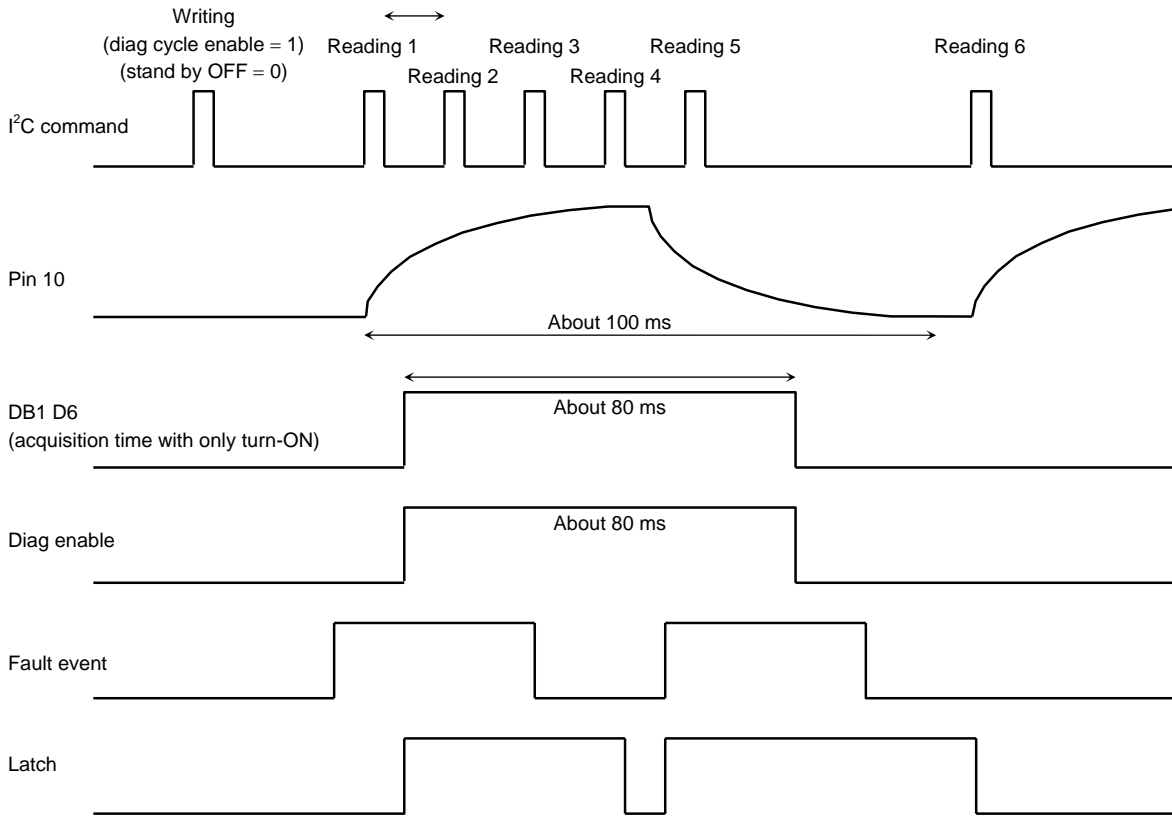 Writing
(diag cycle enable = 1)
(stand by OFF = 0)
Reading 1
Reading 2
Reading 3
Reading 4
Reading 5
Reading 6
I²C command
Pin 10
About 100 ms
DB1 D6
(acquisition time with only turn-ON)
About 80 ms
Diag enable
About 80 ms
Fault event
Latch